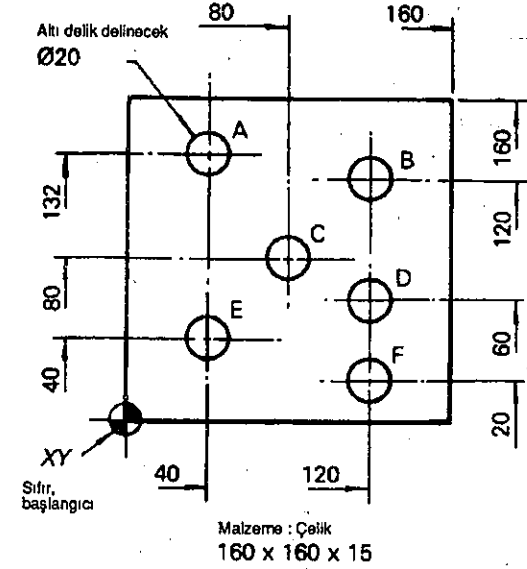 80
160
Altı delik delinecek
Ø20
A
B
C
D
E
F
132
80
40
160
120
60
20
XY
Sıfır,
başlangıcı
40
120
Malzeme : Çelik
160 x 160 x 15